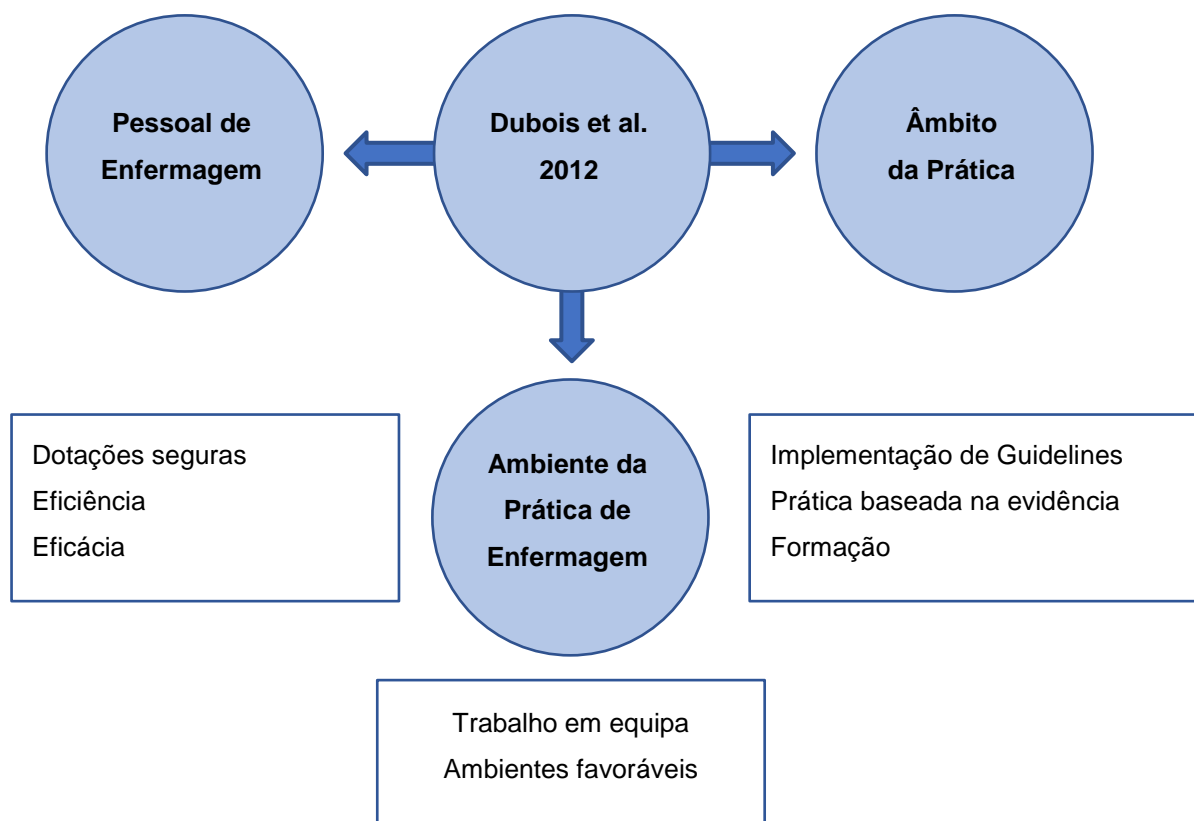 Pessoal de
Enfermagem
Dubois et al.
2012
Âmbito
da Prática
Dotações seguras
Eficiência
Eficácia
Ambiente da
Prática de
Enfermagem
Implementação de Guidelines
Prática baseada na evidência
Formação
Trabalho em equipa
Ambientes favoráveis